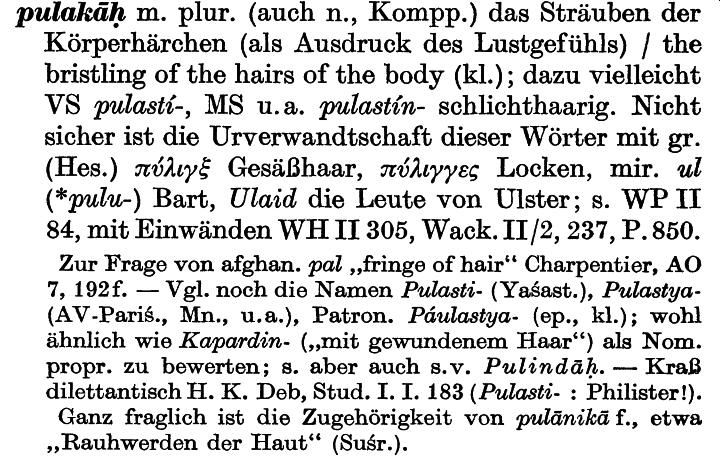 pulakāḥ m. plur. (auch n., Kompp.) das Sträuben der
Körperhärchen (als Ausdruck des Lustgefühls) / the
bristling of the hairs of the body (kl.); dazu vielleicht
VS pulastí-, MS u.a. pulastín- schlichthaarig. Nicht
sicher ist die Urverwandtschaft dieser Wörter mit gr.
(Hes.) πύλιγξ Gesäßhaar, πύλιγγες Locken, mir. ul
(*pulu-) Bart, Ulaid die Leute von Ulster; s. WP II
84, mit Einwänden WH II 305, Wack. II/2, 237, P. 850.
Zur Frage von afghan. pal „fringe of hair“ Charpentier, AO
7, 192f. — Vgl. noch die Namen Pulasti- (Yaśast.), Pulastya-
(AV-Pariś., Mn., u.a.), Patron. Páulastya- (ep., kl.); wohl
ähnlich wie Kapardin- („mit gewundenem Haar“) als Nom.
propr. zu bewerten; s. aber auch s.v. Pulindāḥ. — Kraß
dilettantisch H. K. Deb, Stud. I. I. 183 (Pulasti- : Philister!).
Ganz fraglich ist die Zugehörigkeit von pulānikā f., etwa
„Rauhwerden der Haut“ (Suśr.).